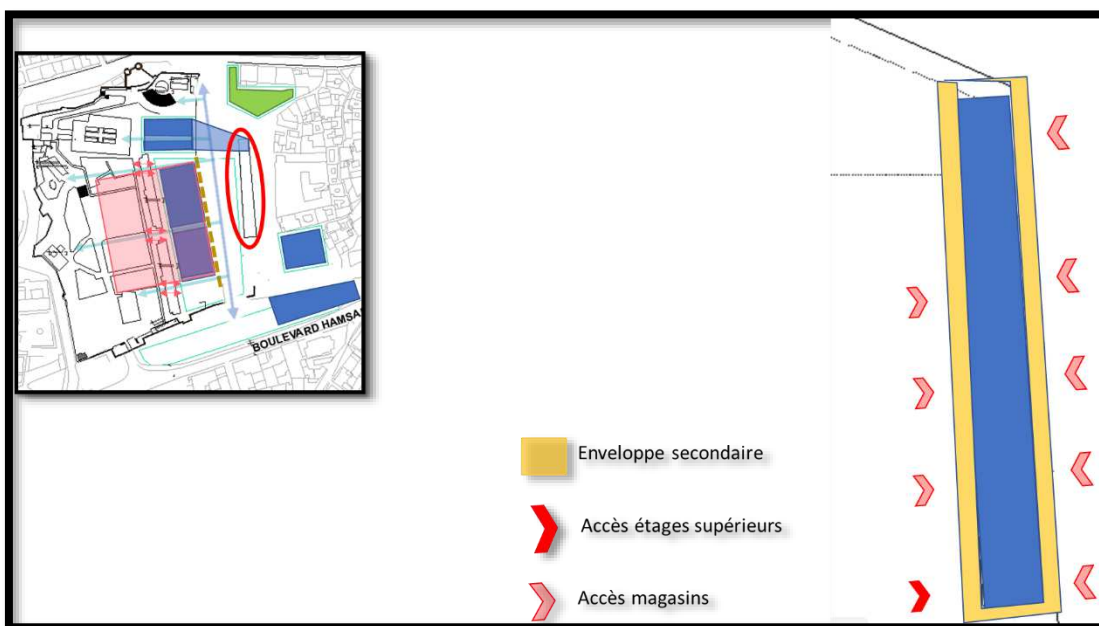 BOULEVARD HAMSA
Enveloppe secondaire
Accès étages supérieurs
Accès magasins